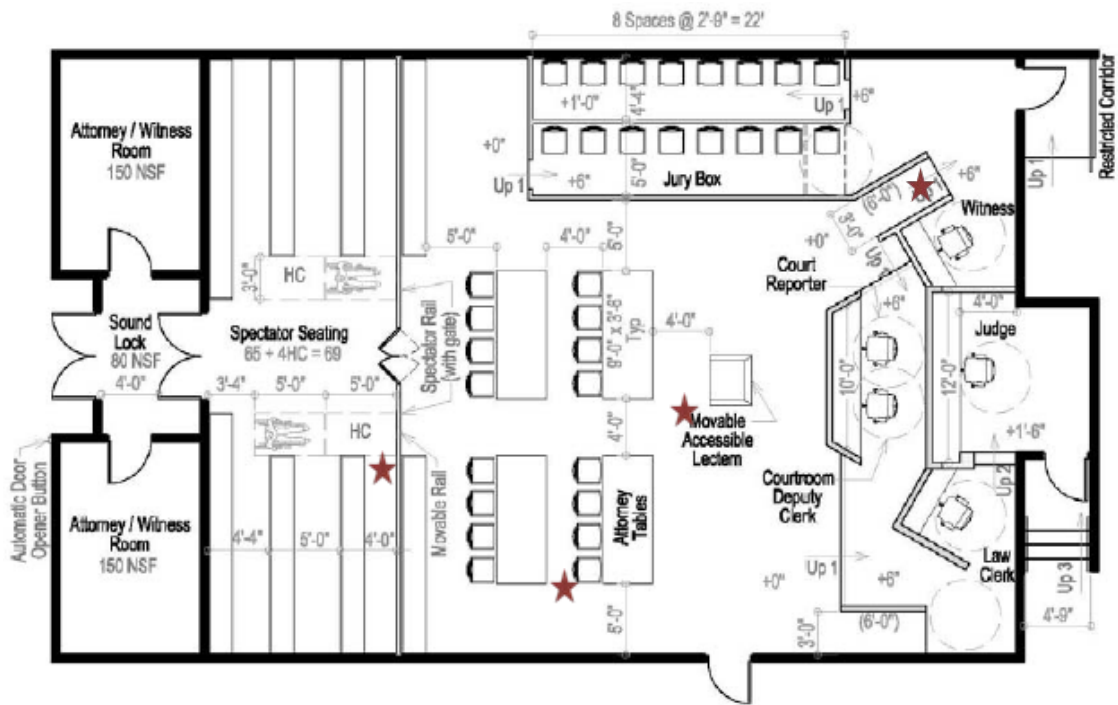 8 Spaces @ 2'-9" = 22'
Attorney / Witness
Room
150 NSF
+1'-0"
4'-4"
Up 1
+6"
Restricted Corridor
+0"
Up 1
+6"
5'-0"
Jury Box
Up 1
+6"
(6'-0")
Witness
3'-0"
+0"
5'-0"
4'-0"
5'-0"
3'-0"
HC
Court
Reporter
+6"
Sound
Lock
80 NSF
4'-0"
Spectator Seating
65 + 4HC = 69
Spectator Rail
(with gate)
9'-0" x 3'-6"
Typ
4'-0"
4'-0"
Judge
10'-0"
12'-0"
3'-4"
5'-0"
5'-0"
HC
4'-0"
Movable
Accessible
Lectern
+1'-6"
Automatic Door
Opener Button
Movable Rail
Courtroom
Deputy
Clerk
Up 2
Attorney / Witness
Room
150 NSF
4'-4"
5'-0"
4'-0"
Attorney
Tables
Up 1
+6"
+0"
Law
Clerk
Up 3
5'-0"
3'-0"
(6'-0")
4'-9"